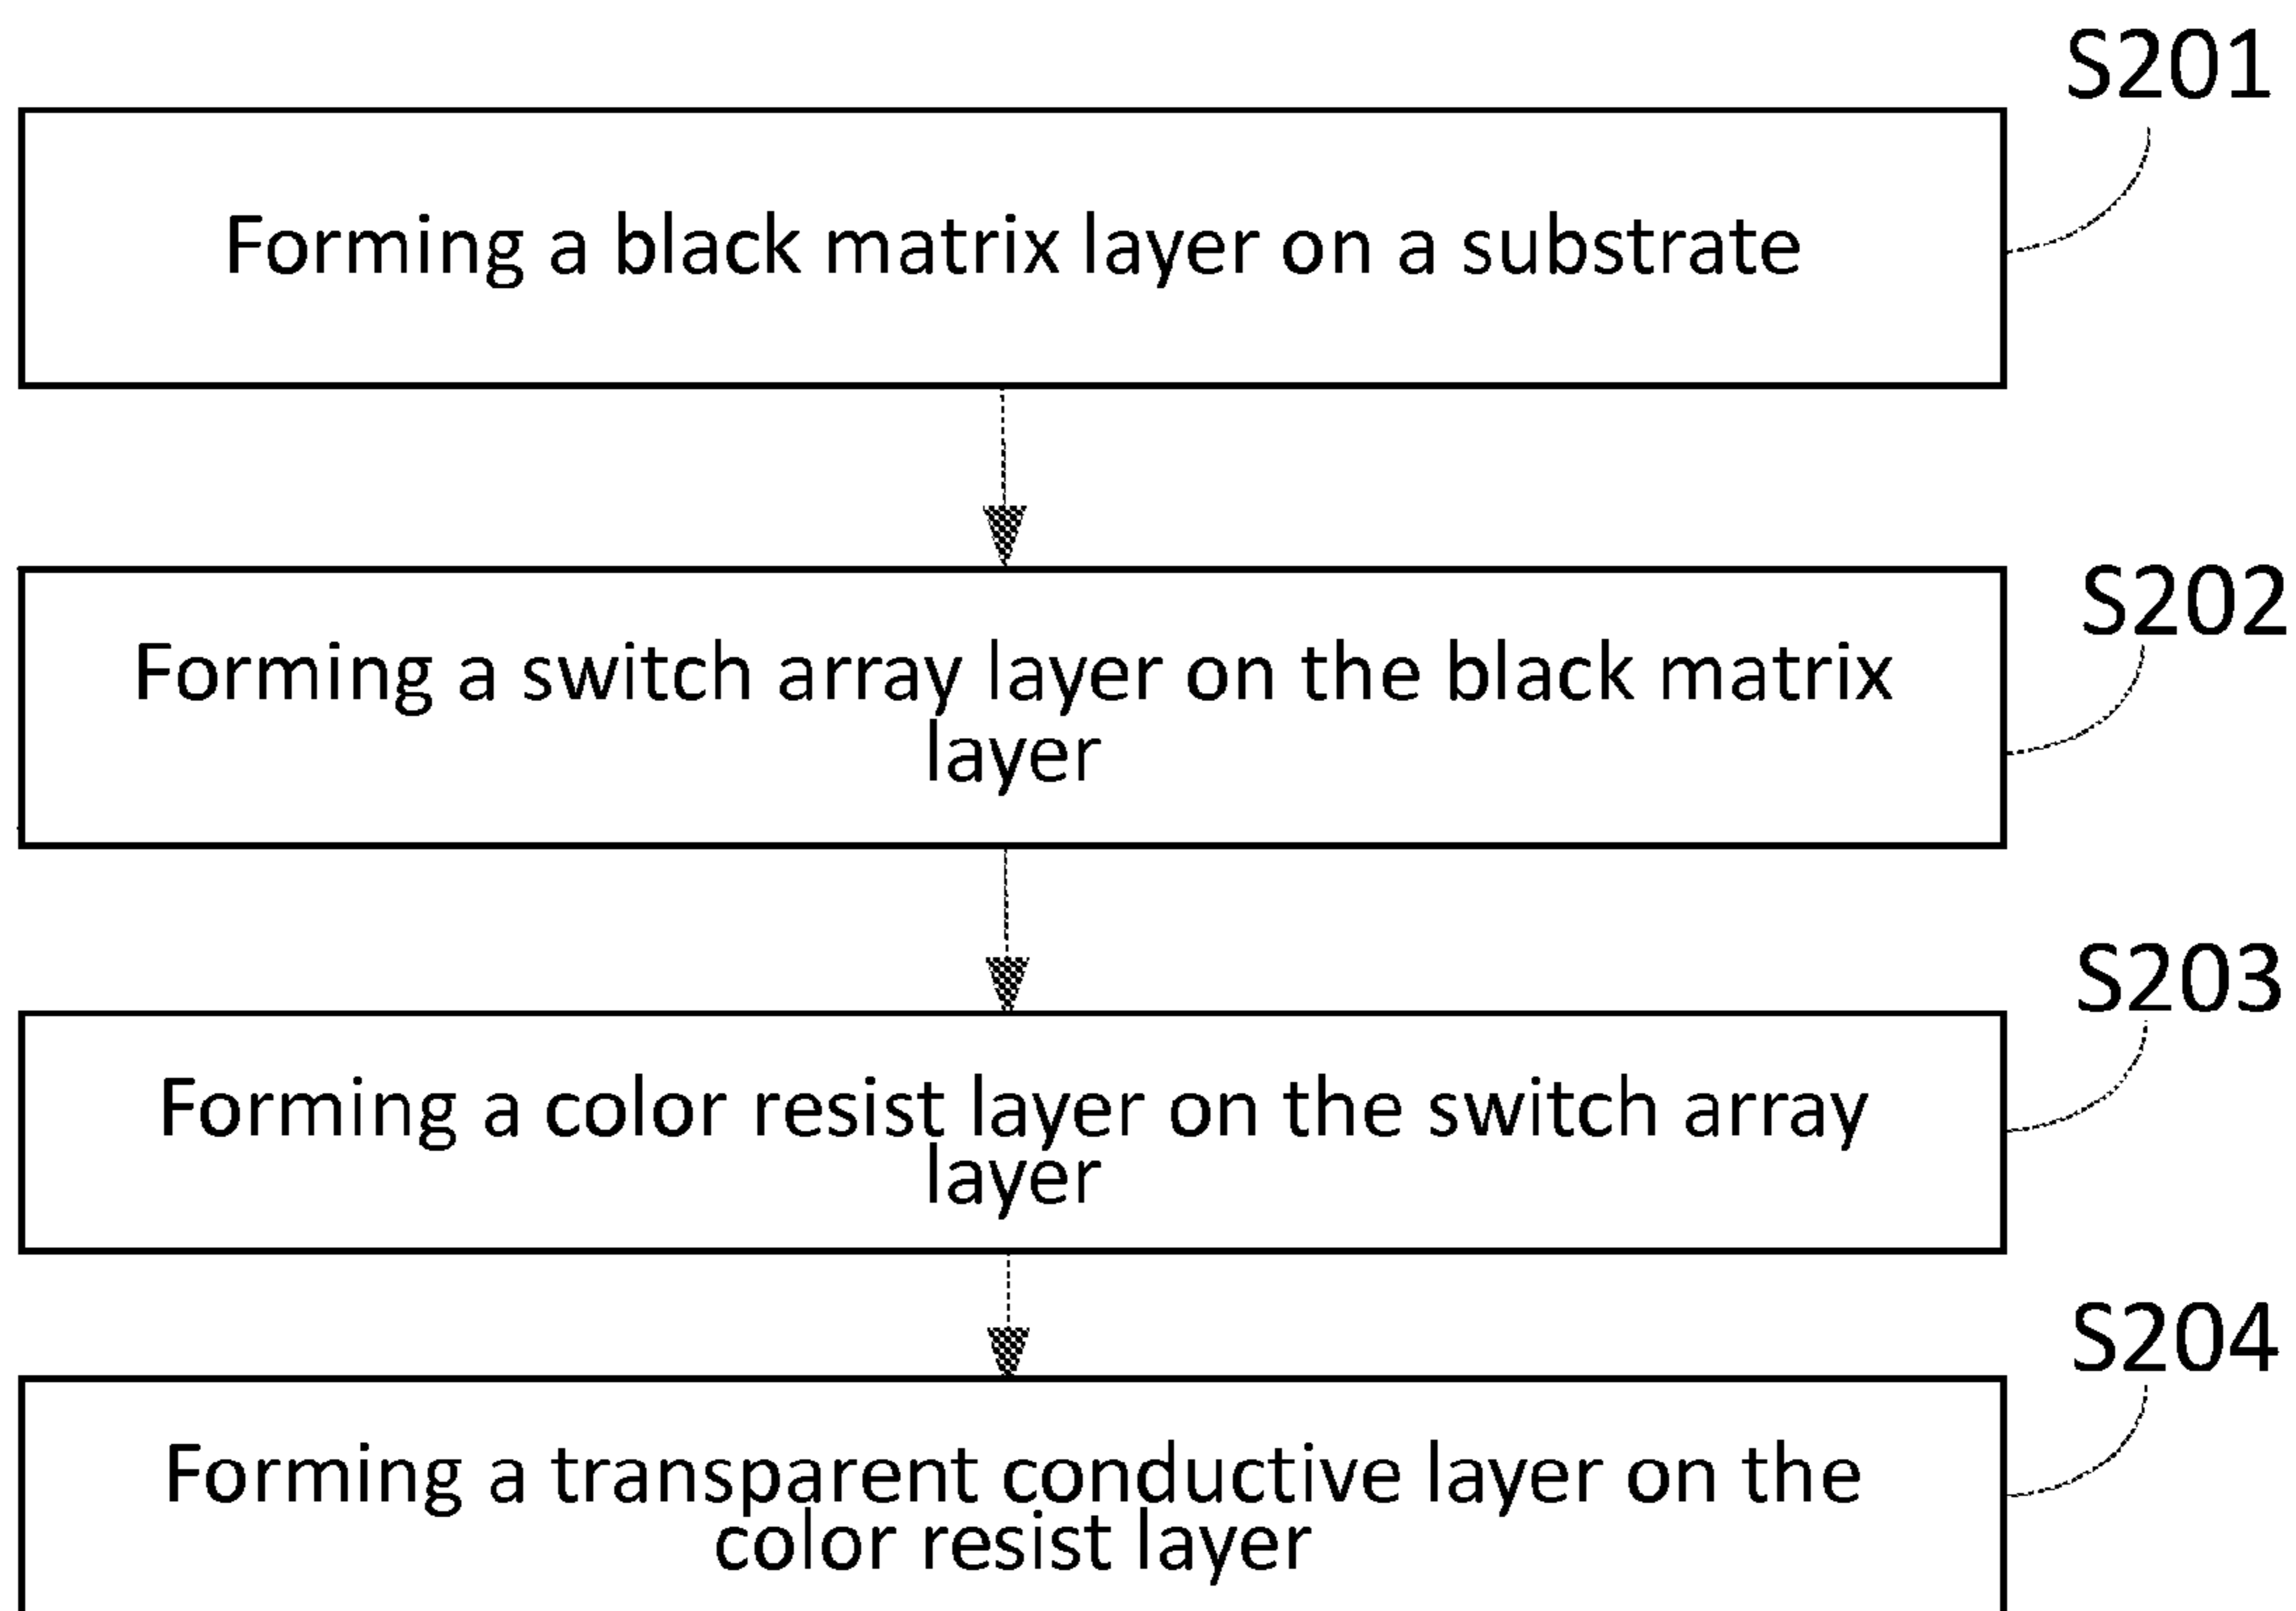 S201
Forming a black matrix layer on a substrate
S202
Forming a switch array layer on the black matrix
layer
S203
Forming a color resist layer on the switch array
layer
S204
Forming a transparent conductive layer on the
color resist layer